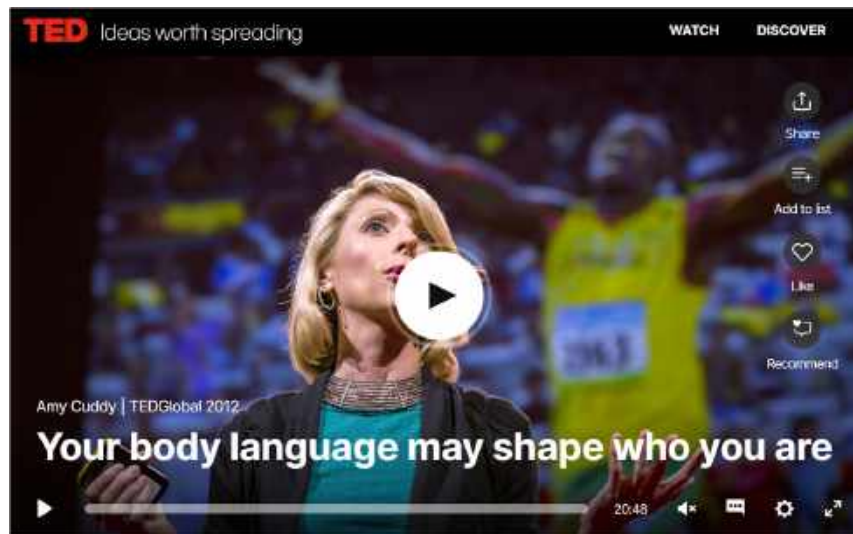 TED Ideas worth spreading WATCH DISCOVER
Share
Add to list
Like
Recommend
Amy Cuddy | TEDGlobal 2012
Your body language may shape who you are
20:48